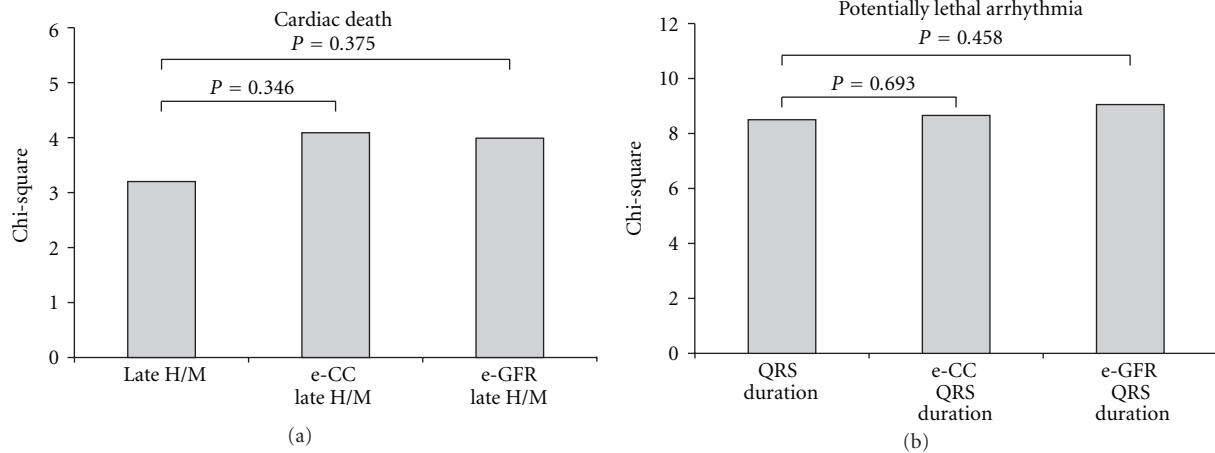 Cardiac death
P = 0.375
P = 0.346
Chi-square
6
5
4
3
2
1
0
Late H/M
e-CC
late H/M
e-GFR
late H/M
(a)
Potentially lethal arrhythmia
P = 0.458
P = 0.693
Chi-square
12
10
8
6
4
2
0
QRS
duration
e-CC
QRS
duration
e-GFR
QRS
duration
(b)